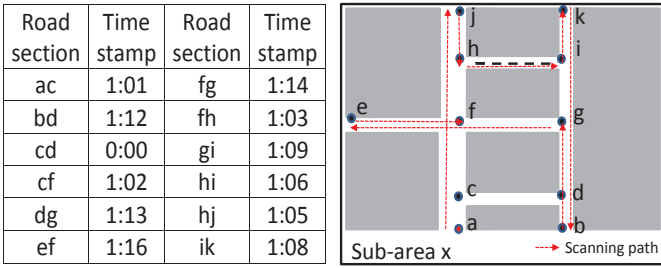 Road section Time stamp Road section Time stamp
ac 1:01 fg 1:14
bd 1:12 fh 1:03
cd 0:00 gi 1:09
cf 1:02 hi 1:06
dg 1:13 hj 1:05
ef 1:16 ik 1:08
j k
h i
e f g
c d
a b
Sub-area x Scanning path